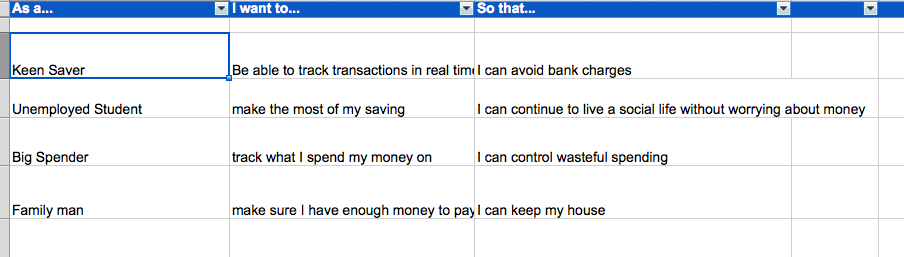 As a... I want to... So that...
Keen Saver Be able to track transactions in real I can avoid bank charges
Unemployed Student make the most of my saving I can continue to live a social life without worrying about money
Big Spender track what I spend my money on I can control wasteful spending
Family man make sure I have enough money to pay I can keep my house